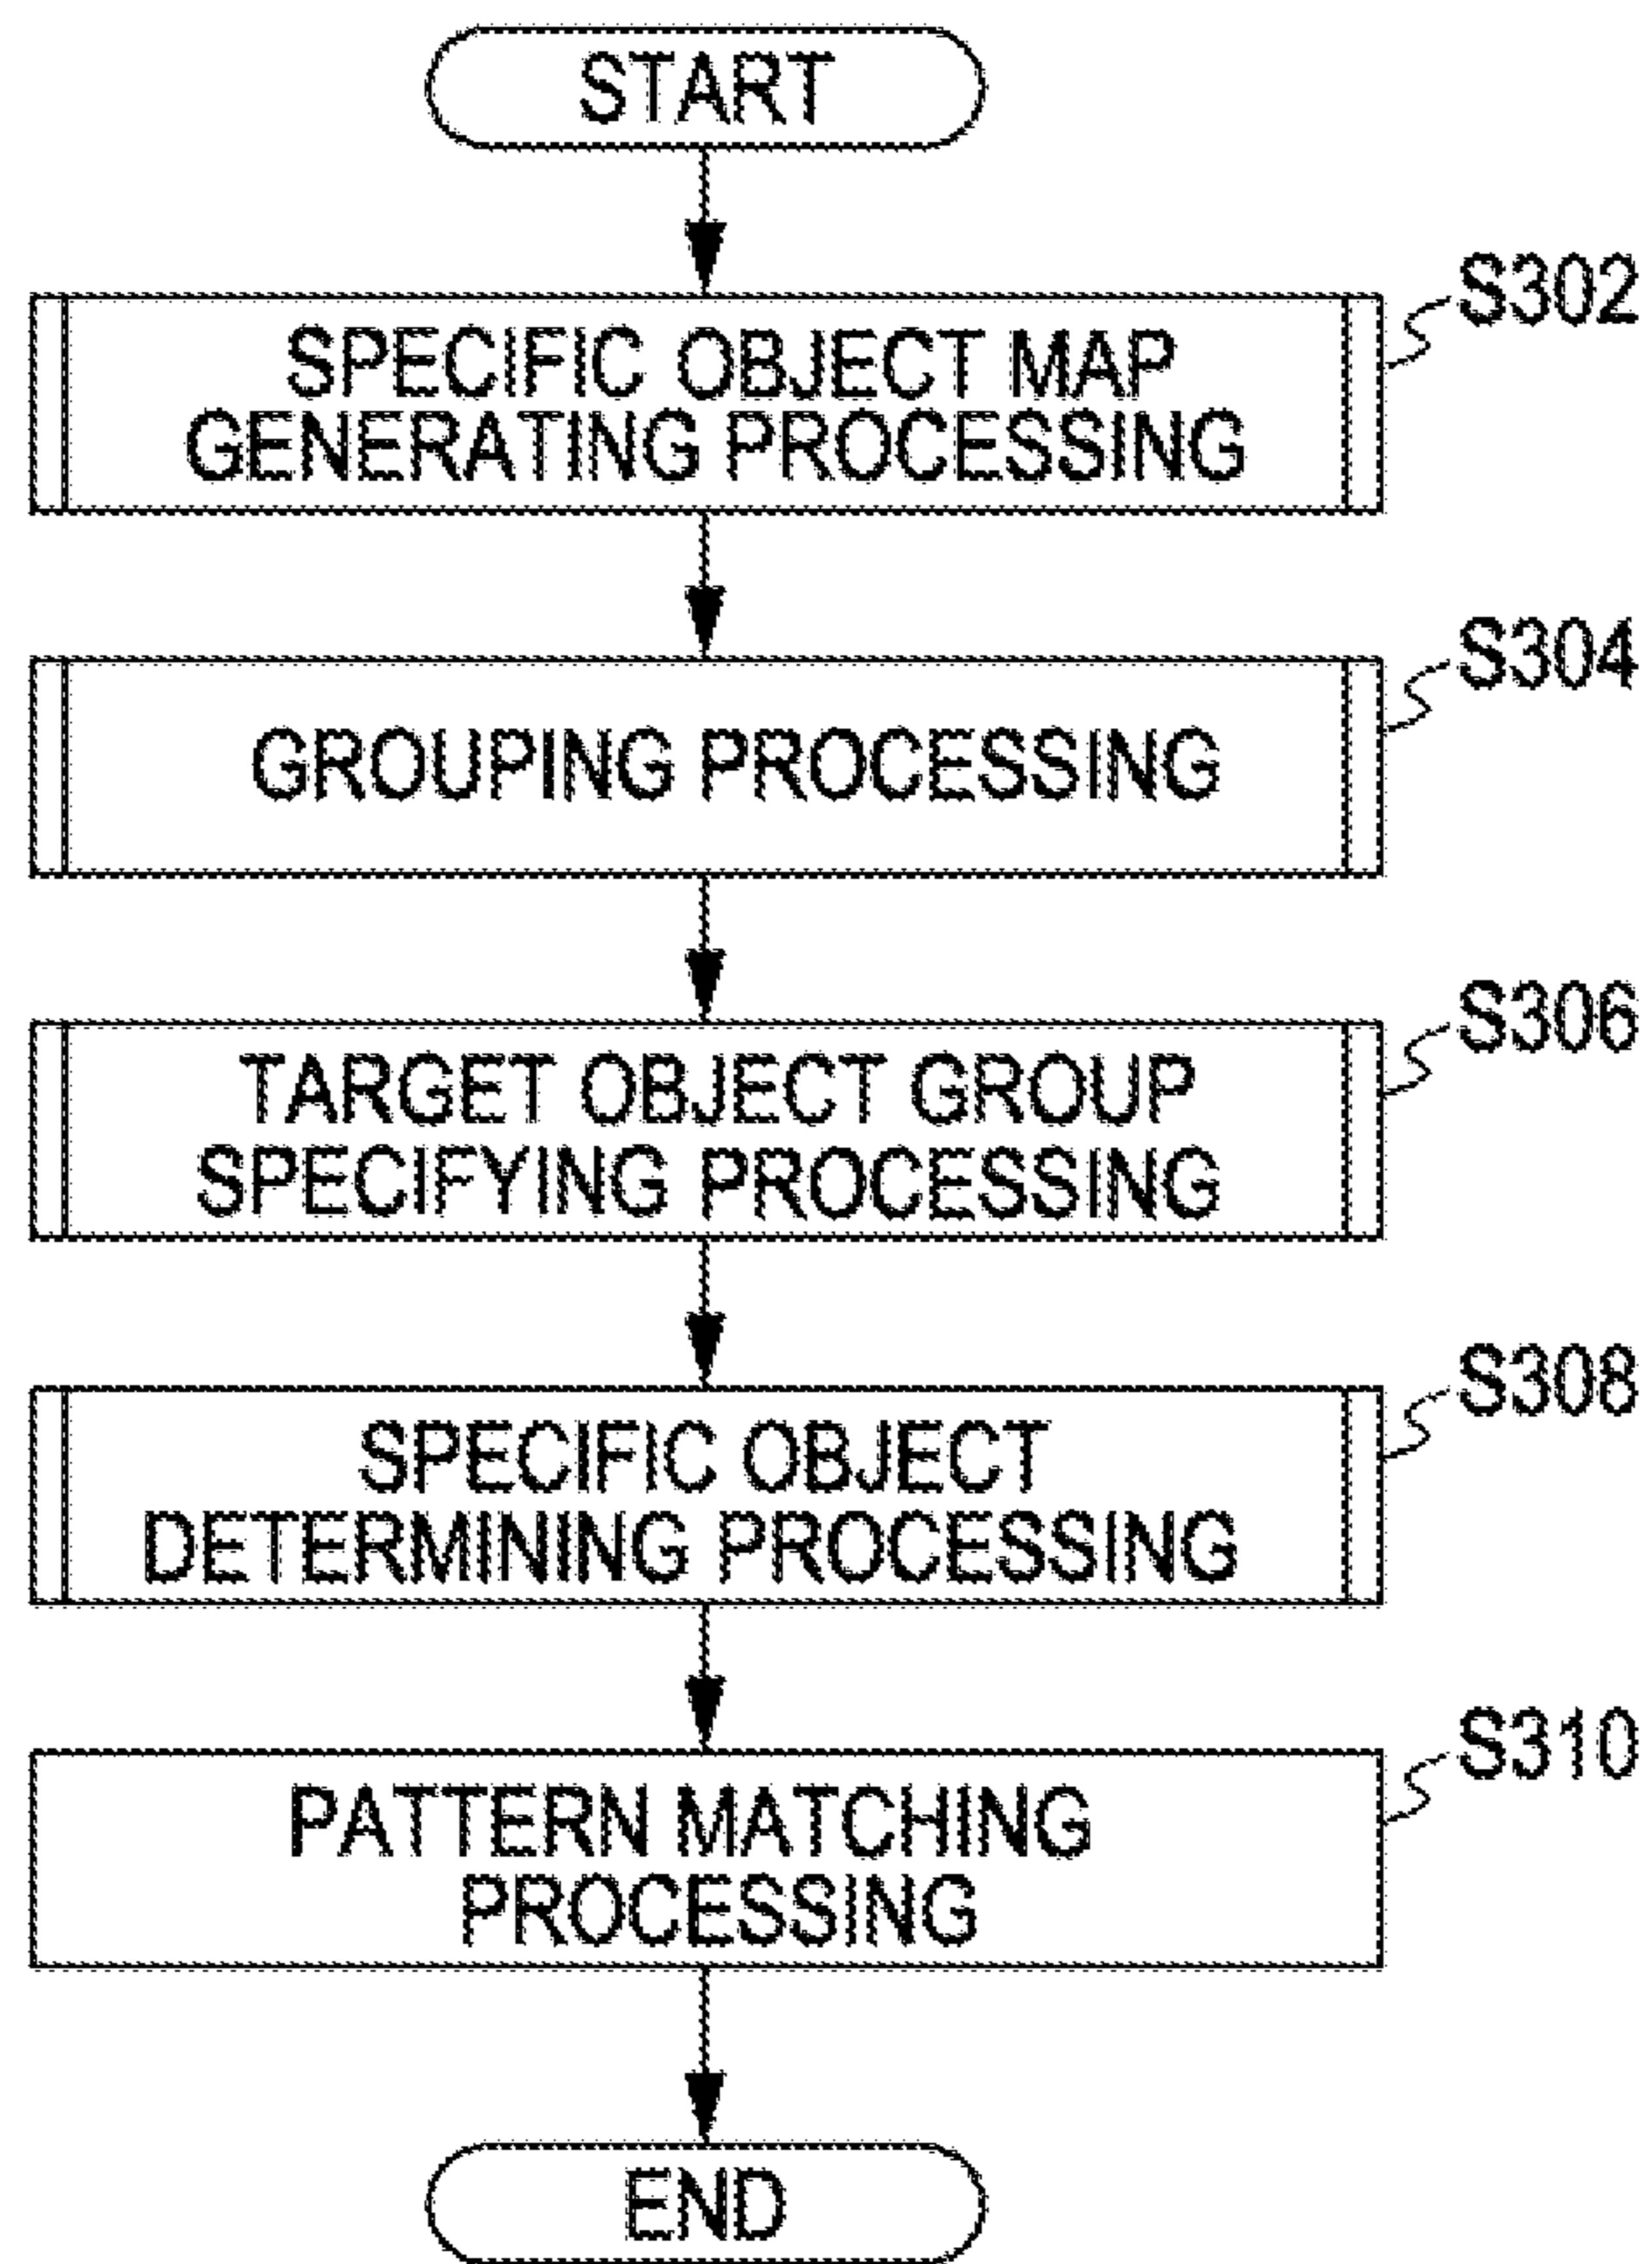 START
S302
SPECIFIC OBJECT MAP
GENERATING PROCESSING
S304
GROUPING PROCESSING
S306
TARGET OBJECT GROUP
SPECIFYING PROCESSING
S308
SPECIFIC OBJECT
DETERMINING PROCESSING
S310
PATTERN MATCHING
PROCESSING
END